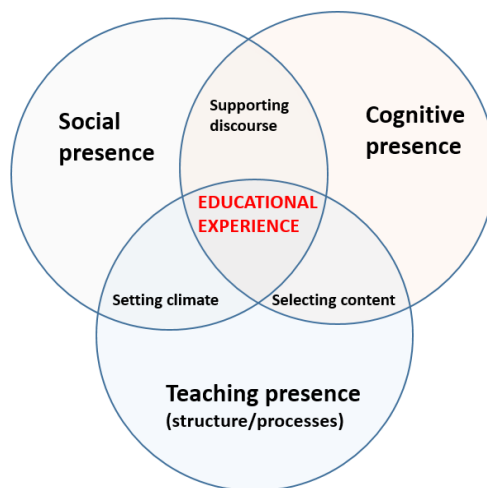 Social
presence
Supporting
discourse
Cognitive
presence
EDUCATIONAL
EXPERIENCE
Setting climate
Selecting content
Teaching presence
(structure/processes)